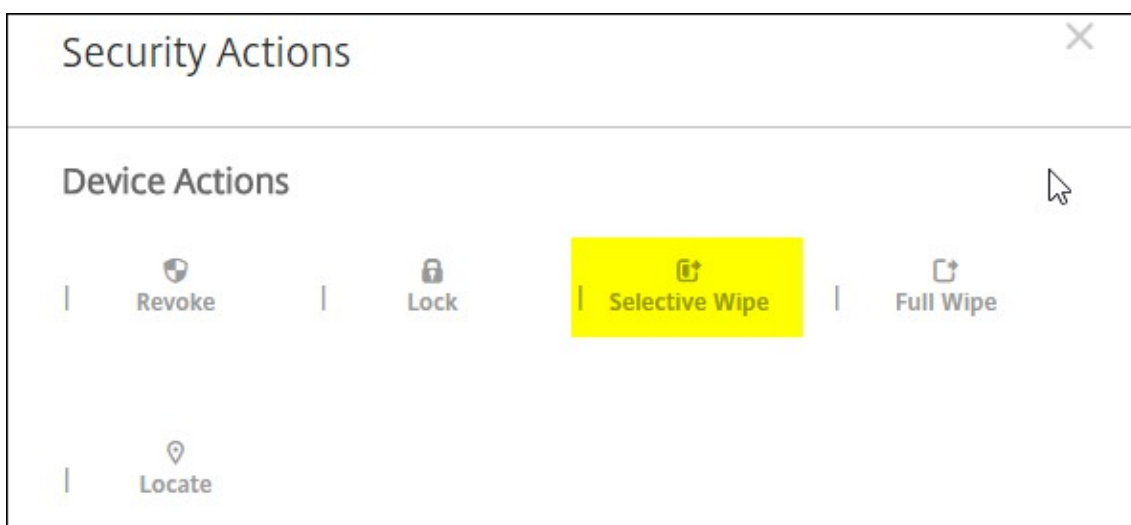 Security Actions
Device Actions
Revoke
Lock
Selective Wipe
Full Wipe
Locate